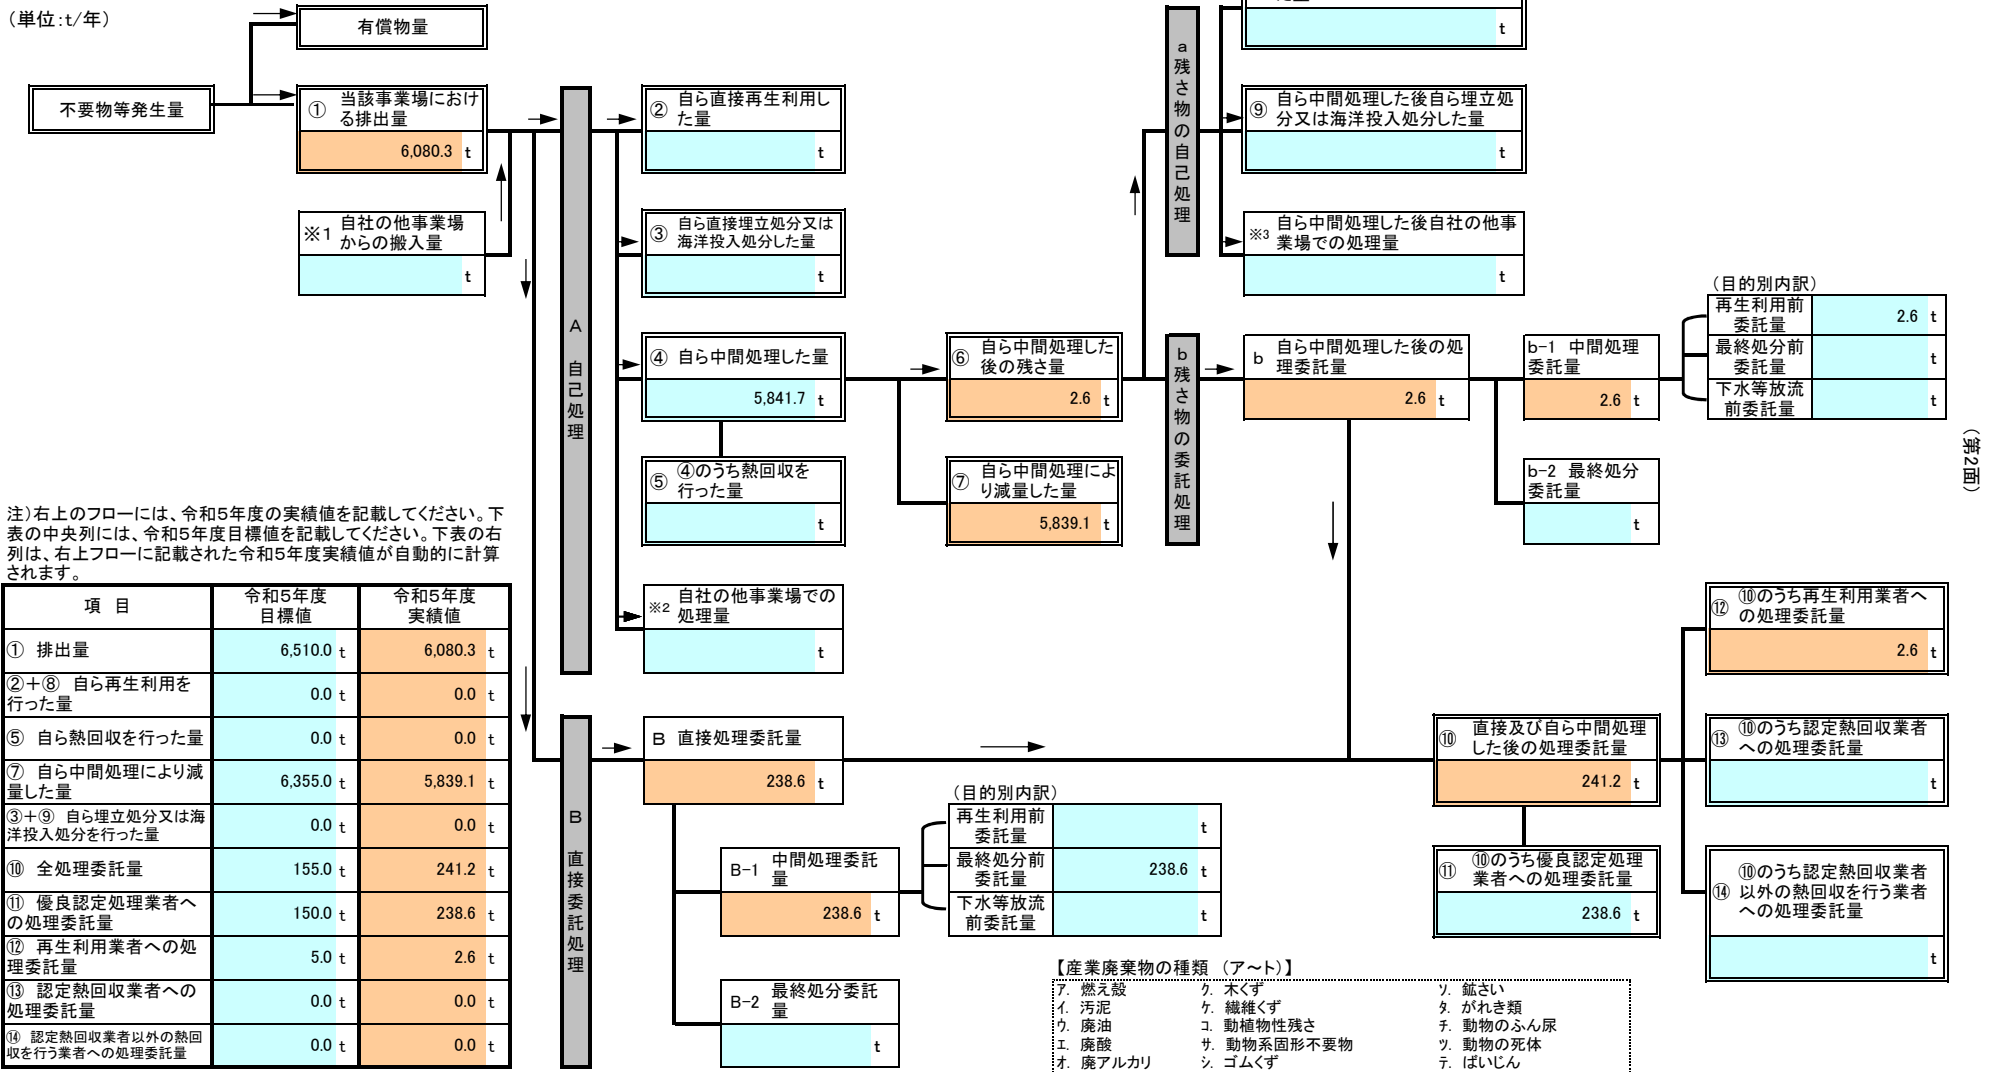 (単位:t/年)
有償物量
不要物等発生量
①
当該事業場におけ
る排出量
6,080.3 t
※1
自社の他事業場
からの搬入量
t
A 自己処理
②
自ら直接再生利用し
た量
t
③
自ら直接埋立処分又は
海洋投入処分した量
t
④ 自ら中間処理した量
5,841.7 t
⑤
④のうち熱回収を
行った量
t
※2
自社の他事業場での
処理量
t
⑥
自ら中間処理した
後の残さ量
2.6 t
⑦
自ら中間処理によ
り減量した量
5,839.1 t
a 残さ物の自己処理
t
⑨
自ら中間処理した後自ら埋立処
分又は海洋投入処分した量
t
※3
自ら中間処理した後自社の他事
業場での処理量
t
b 残さ物の委託処理
b
自ら中間処理した後の処
理委託量
2.6 t
b-1 中間処理
委託量
2.6 t
b-2 最終処分
委託量
t
(目的別内訳)
再生利用前
委託量
2.6 t
最終処分前
委託量
t
下水等放流
前委託量
t
(第2面)
注)右上のフローには、令和5年度の実績値を記載してください。下
表の中央列には、令和5年度目標値を記載してください。下表の右
列は、右上フローに記載された令和5年度実績値が自動的に計算
されます。
項 目
令和5年度
目標値
令和5年度
実績値
① 排出量
6,510.0 t
6,080.3 t
②+⑧ 自ら再生利用を
行った量
0.0 t
0.0 t
⑤ 自ら熱回収を行った量
0.0 t
0.0 t
⑦ 自ら中間処理により減
量した量
6,355.0 t
5,839.1 t
③+⑨ 自ら埋立処分又は海
洋投入処分を行った量
0.0 t
0.0 t
⑩ 全処理委託量
155.0 t
241.2 t
⑪ 優良認定処理業者へ
の処理委託量
150.0 t
238.6 t
⑫ 再生利用業者への処
理委託量
5.0 t
2.6 t
⑬ 認定熱回収業者への
処理委託量
0.0 t
0.0 t
⑭ 認定熱回収業者以外の熱回
収を行う業者への処理委託量
0.0 t
0.0 t
B 直接委託処理
B 直接処理委託量
238.6 t
B-1
中間処理委託
量
238.6 t
B-2
最終処分委託
量
t
(目的別内訳)
再生利用前
委託量
t
最終処分前
委託量
238.6 t
下水等放流
前委託量
t
⑩
直接及び自ら中間処理
した後の処理委託量
241.2 t
⑪
⑩のうち優良認定処理
業者への処理委託量
238.6 t
⑫
⑩のうち再生利用業者へ
の処理委託量
2.6 t
⑬
⑩のうち認定熱回収業者
への処理委託量
t
⑭
⑩のうち認定熱回収業者
以外の熱回収を行う業者
への処理委託量
t
【産業廃棄物の種類 (ア~ト)】
ア. 燃え殻
イ. 汚泥
ウ. 廃油
エ. 廃酸
オ. 廃アルカリ
ク. 木くず
ケ. 繊維くず
コ. 動植物性残さ
サ. 動物系固形不要物
シ. ゴムくず
ソ. 鉱さい
タ. がれき類
チ. 動物のふん尿
ツ. 動物の死体
テ. ばいじん